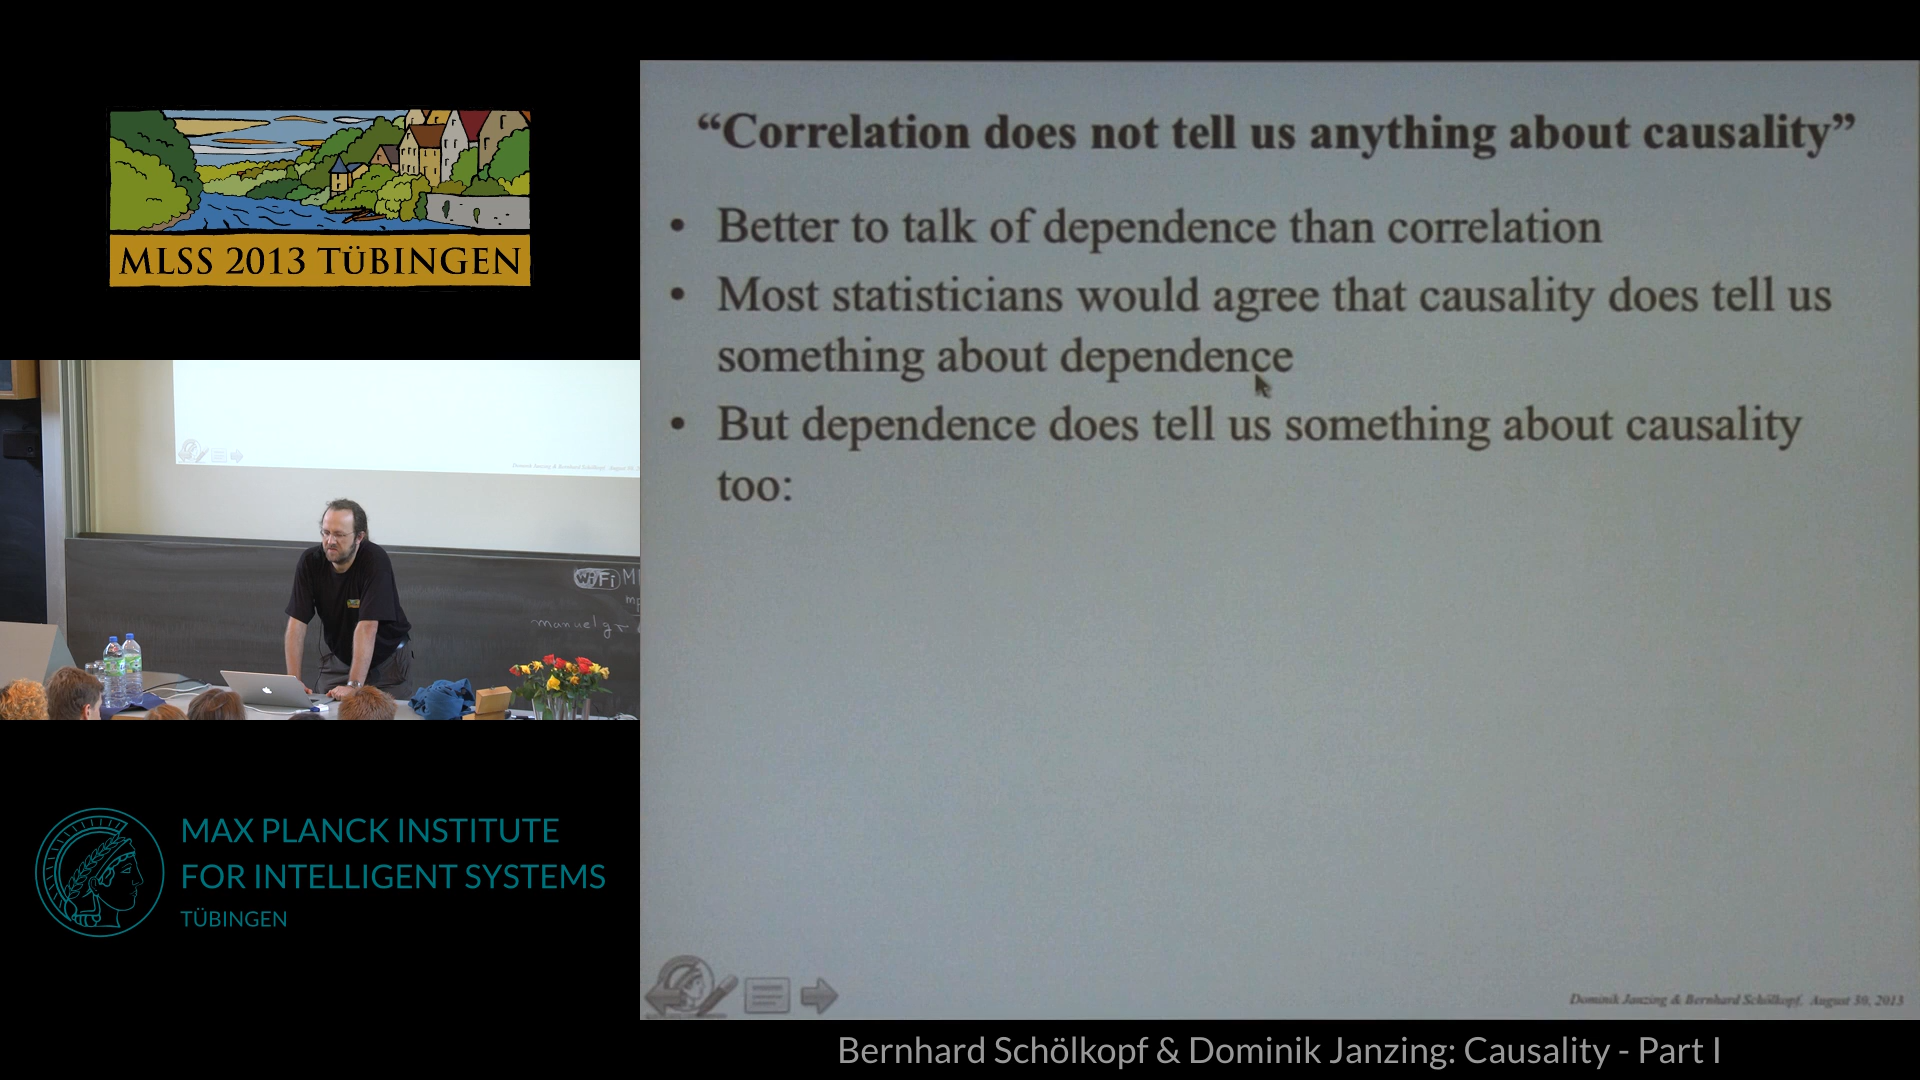 MLSS 2013 TÜBINGEN
“Correlation does not tell us anything about causality”
• Better to talk of dependence than correlation
• Most statisticians would agree that causality does tell us
something about dependence
• But dependence does tell us something about causality
too:
Dominik Janzing & Bernhard Schölkopf, August 30, 2013
WiFi
manuelgr
MAX PLANCK INSTITUTE
FOR INTELLIGENT SYSTEMS
TÜBINGEN
Bernhard Schölkopf & Dominik Janzing: Causality - Part I